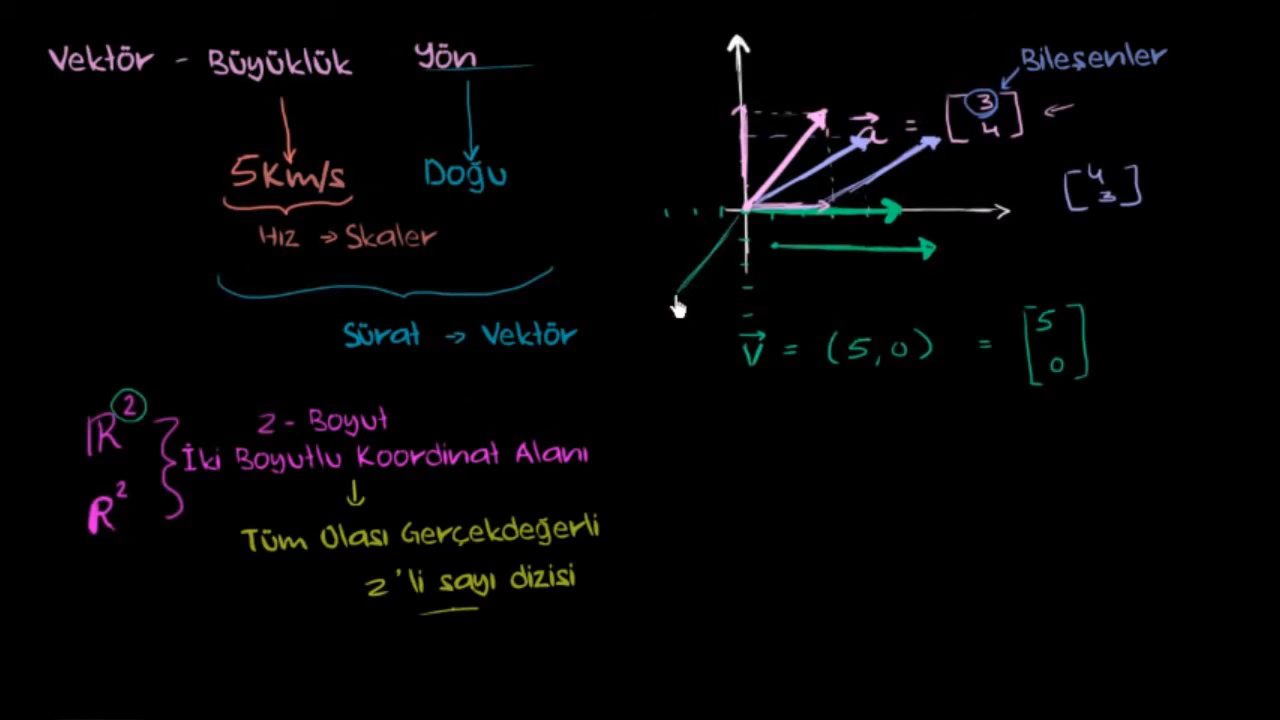 Vektör - Büyüklük Yön
5Km/s Doğu
Hız → Skaler
Sürat → Vektör
ℝ²
R²
2 - Boyut
İki Boyutlu Koordinat Alanı
Tüm Olası Gerçekdeğerli
2'li sayı dizisi
Bileşenler
a = [3
4]
[4
3]
v = (5,0) = [5
0]